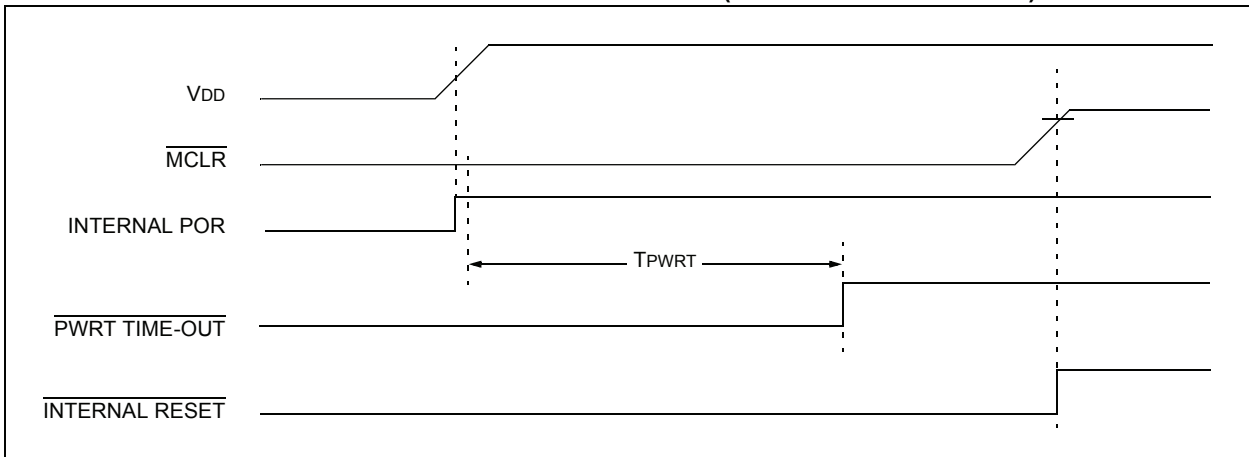 VDD
MCLR
INTERNAL POR
TPWRT
PWRT TIME-OUT
INTERNAL RESET